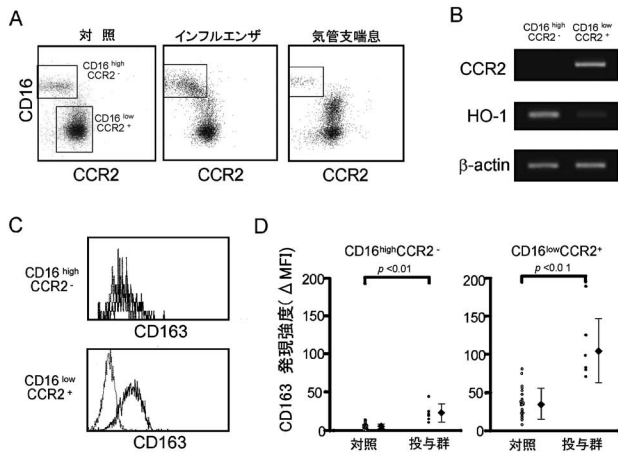 A
対 照
インフルエンザ
気管支喘息
CD16
CD16 high
CCR2 -
CD16 low
CCR2 +
CCR2
CCR2
CCR2
B
CD16 high
CCR2 -
CD16 low
CCR2 +
CCR2
HO-1
β-actin
C
CD16 high
CCR2 -
CD163
CD16 low
CCR2 +
CD163
D
CD163 発現強度(ΔMFI)
CD16highCCR2 -
p <0.01
200
150
100
50
0
対照
投与群
CD16lowCCR2+
p <0.0 1
200
150
100
50
0
対照
投与群